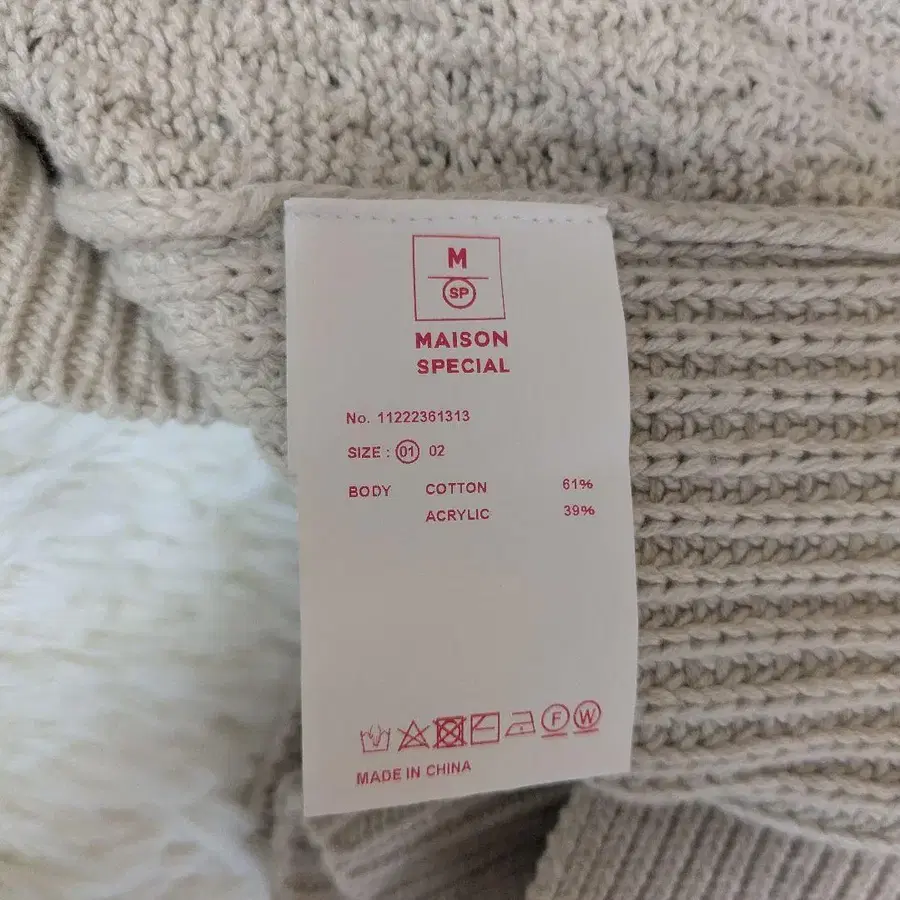 M
SP
MAISON
SPECIAL
No. 11222361313
SIZE : 01 02
BODY COTTON 61%
ACRYLIC 39%
F W
MADE IN CHINA